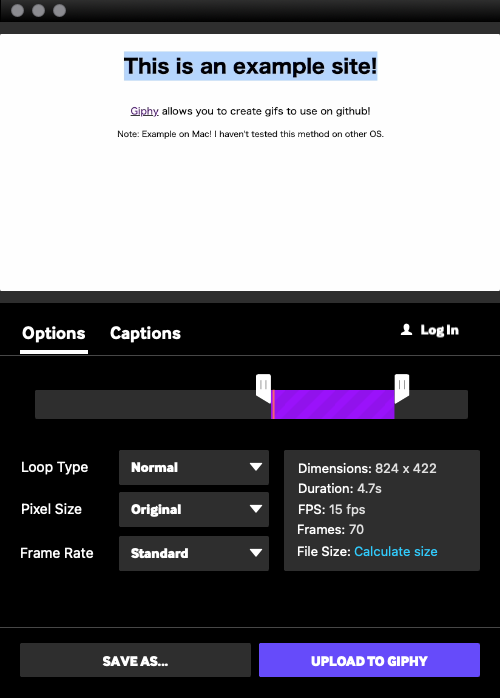 This is an example site!
Giphy allows you to create gifs to use on github!
Note: Example on Mac! I haven't tested this method on other OS.
Options Captions Log In
Loop Type Normal
Pixel Size Original
Frame Rate Standard
Dimensions: 824 x 422
Duration: 4.7s
FPS: 15 fps
Frames: 70
File Size: Calculate size
SAVE AS... UPLOAD TO GIPHY